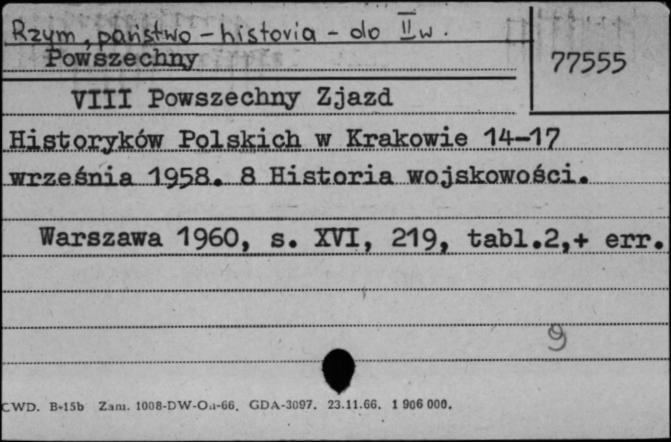 Rzym, państwo - historia - do II w.
Powszechny
77555
VIII Powszechny Zjazd
Historyków Polskich w Krakowie 14-17
września 1958. 8 Historia wojskowości.
Warszawa 1960, s. XVI, 219, tabl.2,+ err.
9
CWD. B-15b Zam. 1008-DW-Oń-66. GDA-3097. 23.11.66. 1 906 000.